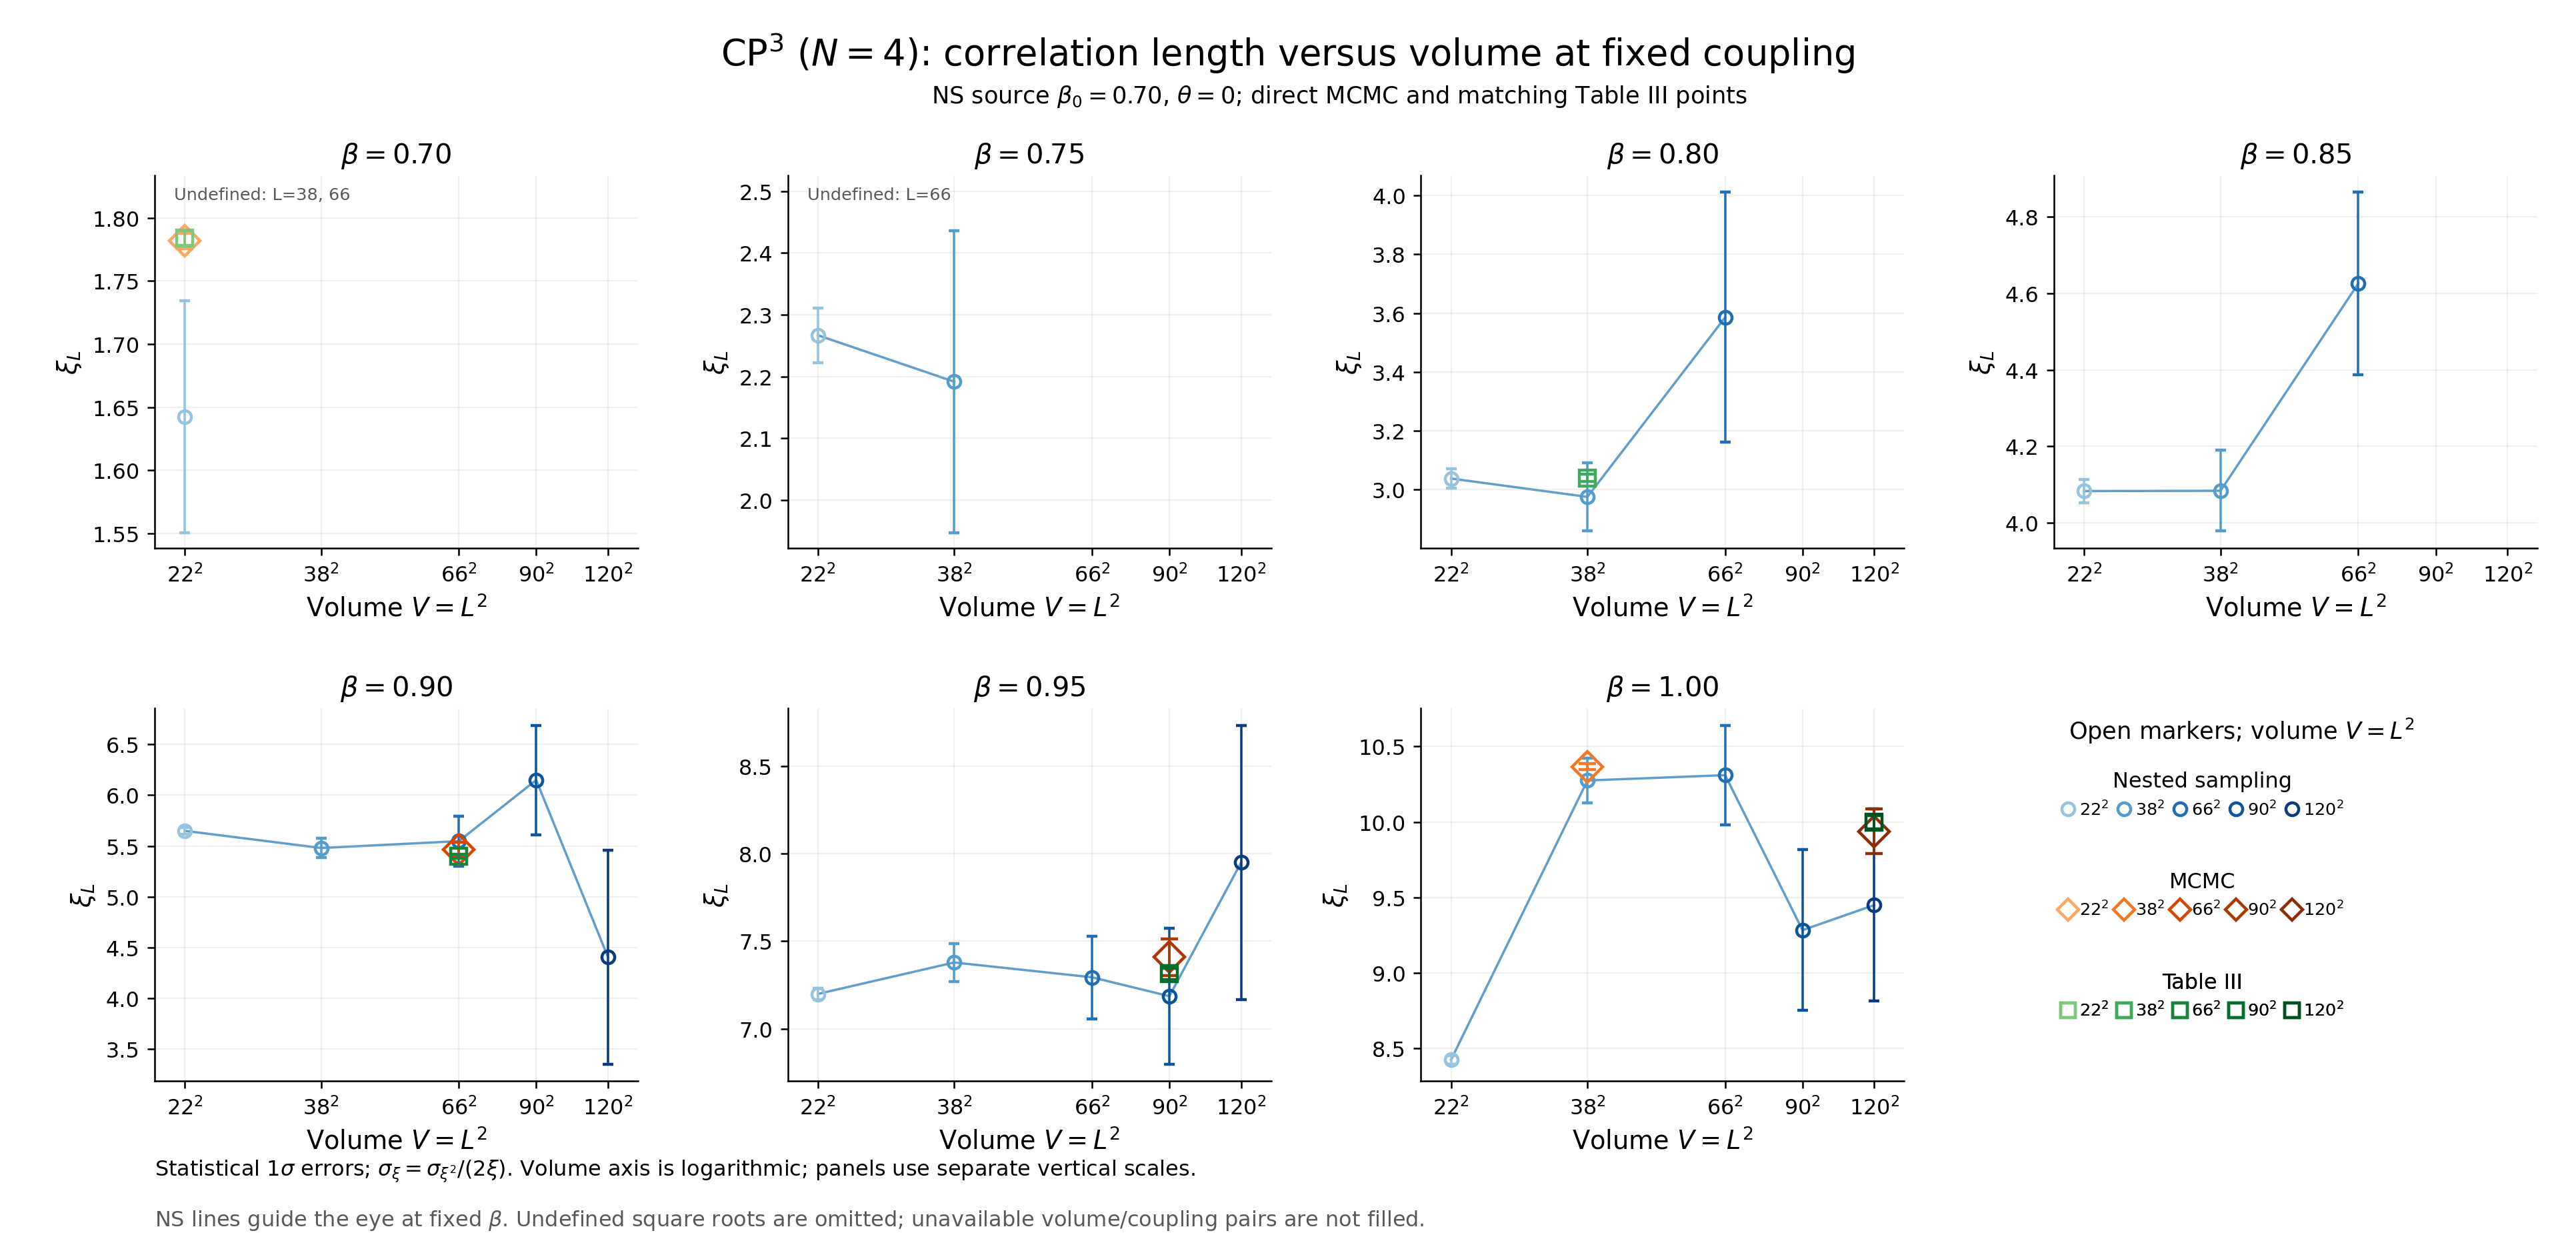 CP³ (N = 4): correlation length versus volume at fixed coupling
NS source β₀ = 0.70, θ = 0; direct MCMC and matching Table III points
β = 0.70
Undefined: L=38, 66
1.80
1.75
1.70
1.65
1.60
1.55
ξ_L
22² 38² 66² 90² 120²
Volume V = L²
β = 0.75
Undefined: L=66
2.5
2.4
2.3
2.2
2.1
2.0
ξ_L
22² 38² 66² 90² 120²
Volume V = L²
β = 0.80
4.0
3.8
3.6
3.4
3.2
3.0
ξ_L
22² 38² 66² 90² 120²
Volume V = L²
β = 0.85
4.8
4.6
4.4
4.2
4.0
ξ_L
22² 38² 66² 90² 120²
Volume V = L²
β = 0.90
6.5
6.0
5.5
5.0
4.5
4.0
3.5
ξ_L
22² 38² 66² 90² 120²
Volume V = L²
β = 0.95
8.5
8.0
7.5
7.0
ξ_L
22² 38² 66² 90² 120²
Volume V = L²
β = 1.00
10.5
10.0
9.5
9.0
8.5
ξ_L
22² 38² 66² 90² 120²
Volume V = L²
Open markers; volume V = L²
Nested sampling
22² 38² 66² 90² 120²
MCMC
22² 38² 66² 90² 120²
Table III
22² 38² 66² 90² 120²
Statistical 1σ errors; σ_ξ = σ_ξ²/(2ξ). Volume axis is logarithmic; panels use separate vertical scales.
NS lines guide the eye at fixed β. Undefined square roots are omitted; unavailable volume/coupling pairs are not filled.